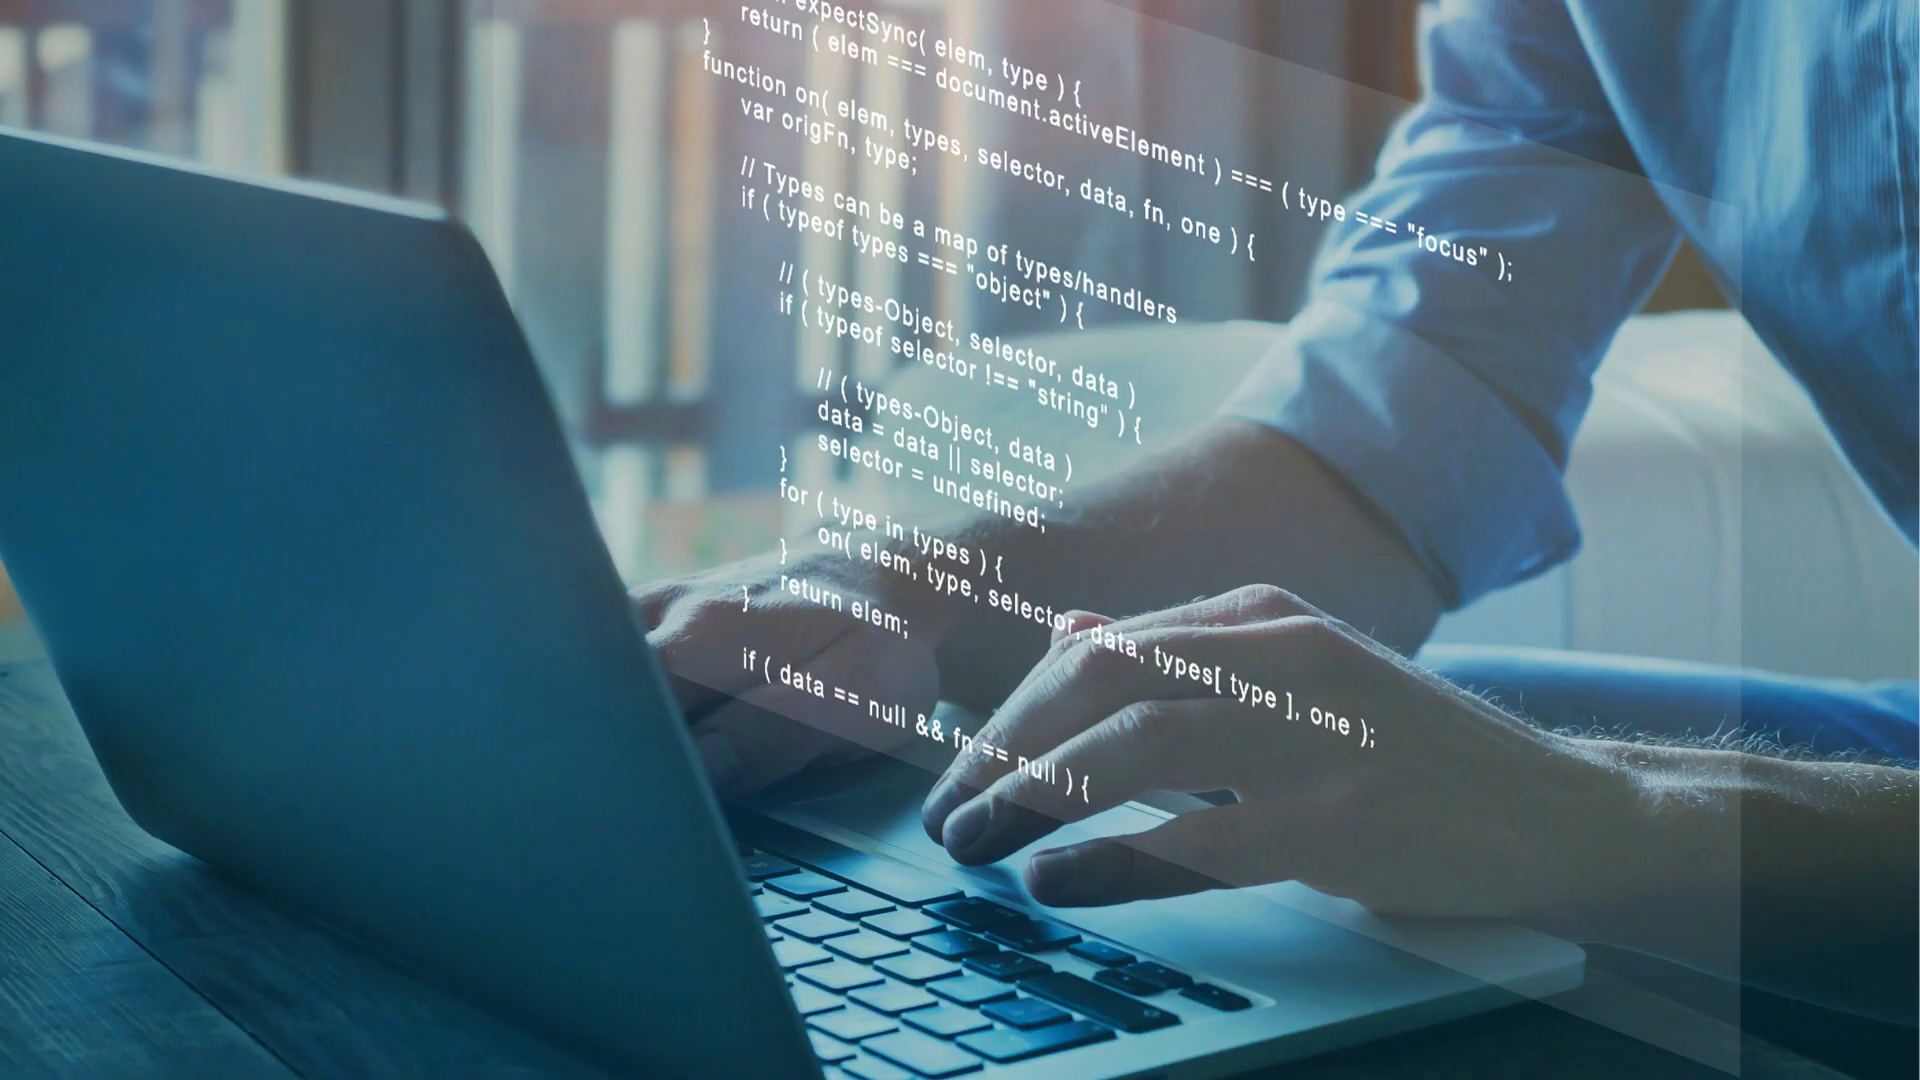 expectSync( elem, type ) {
return ( elem === document.activeElement ) === ( type === "focus" );
}
function on( elem, types, selector, data, fn, one ) {
var origFn, type;
// Types can be a map of types/handlers
if ( typeof types === "object" ) {
// ( types-Object, selector, data )
if ( typeof selector !== "string" ) {
// ( types-Object, data )
data = data || selector;
selector = undefined;
}
for ( type in types ) {
on( elem, type, selector, data, types[ type ], one );
}
return elem;
}
if ( data == null && fn == null ) {